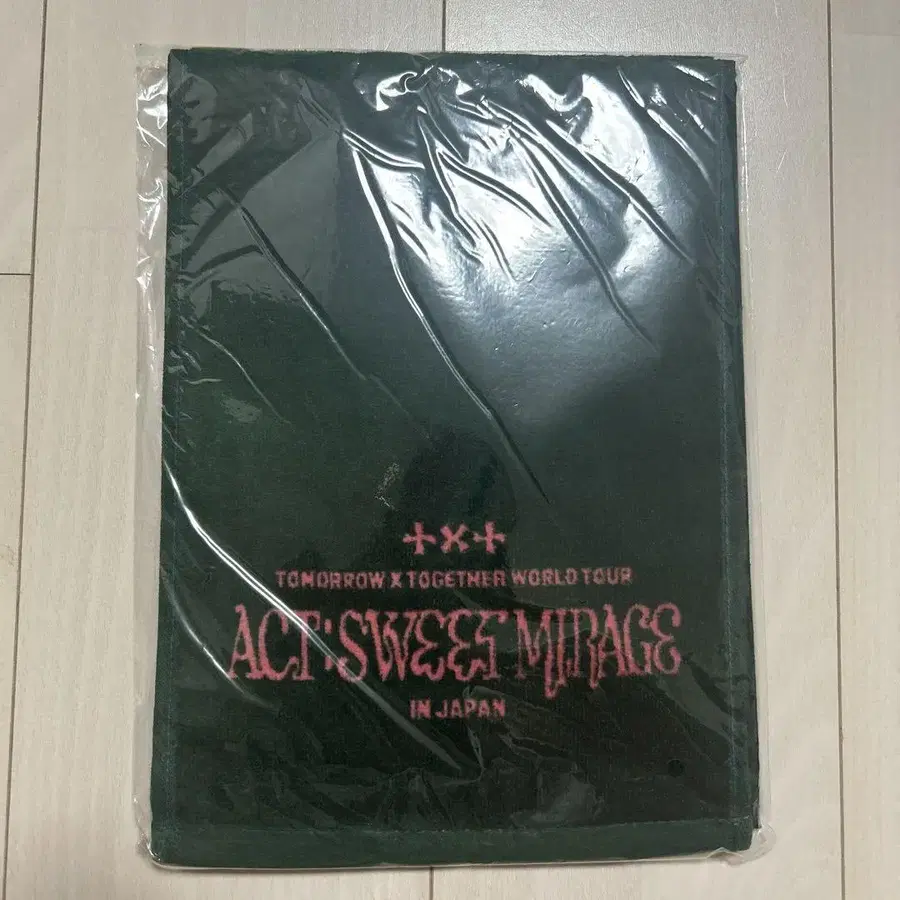 +x+
TOMORROW X TOGETHER WORLD TOUR
ACT:SWEET MIRAGE
IN JAPAN